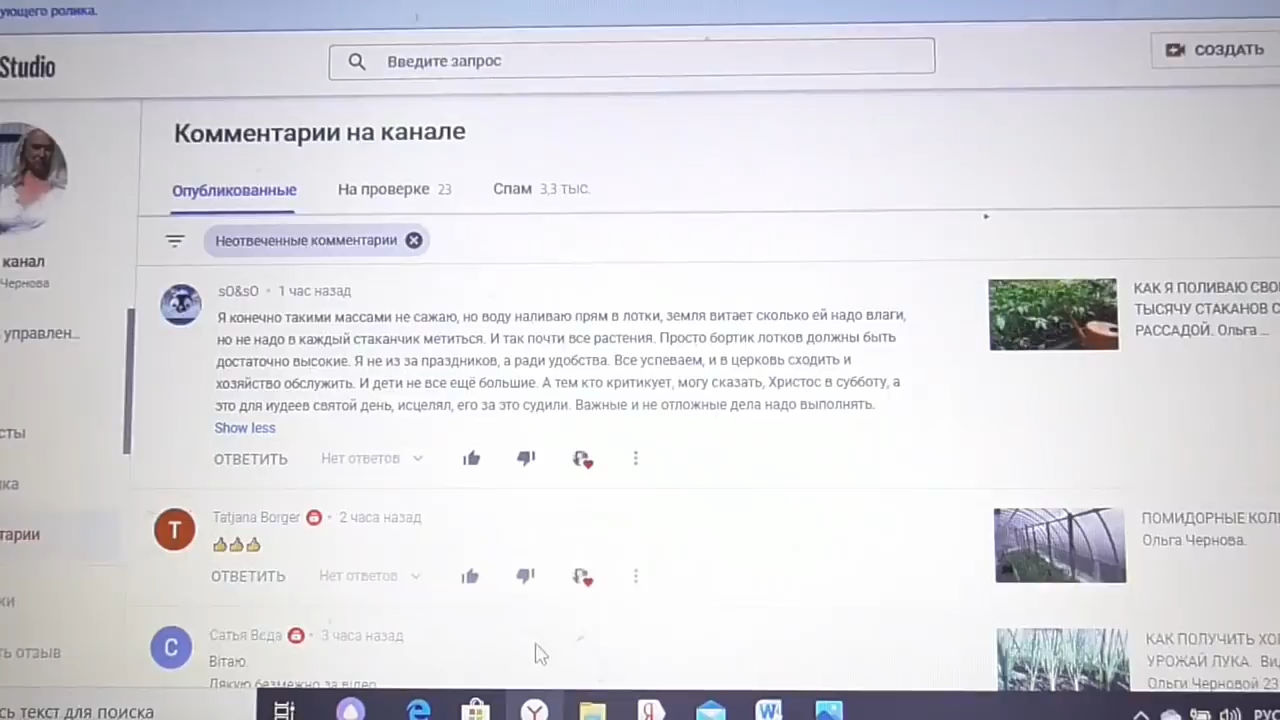 ующего ролика.
Studio
Введите запрос
СОЗДАТЬ
Комментарии на канале
Опубликованные
На проверке 23
Спам 3,3 тыс.
Неотвеченные комментарии
канал
Чернова
управлен...
сты
ка
тарии
ки
ть отзыв
sO&sO • 1 час назад
Я конечно такими массами не сажаю, но воду наливаю прям в лотки, земля витает сколько ей надо влаги,
но не надо в каждый стаканчик метиться. И так почти все растения. Просто бортик лотков должны быть
достаточно высокие. Я не из за праздников, а ради удобства. Все успеваем, и в церковь сходить и
хозяйство обслужить. И дети не все ещё большие. А тем кто критикует, могу сказать, Христос в субботу, а
это для иудеев святой день, исцелял, его за это судили. Важные и не отложные дела надо выполнять.
Show less
ОТВЕТИТЬ Нет ответов
КАК Я ПОЛИВАЮ СВО
ТЫСЯЧУ СТАКАНОВ С
РАССАДОЙ. Ольга ...
T
Tatjana Borger • 2 часа назад
ОТВЕТИТЬ Нет ответов
ПОМИДОРНЫЕ КОЛ
Ольга Чернова.
С
Сатья Веда • 3 часа назад
Вітаю.
Дякую безмежно за відео
КАК ПОЛУЧИТЬ ХО
УРОЖАЙ ЛУКА. Ви
Ольги Черновой 23
сь текст для поиска
РУС